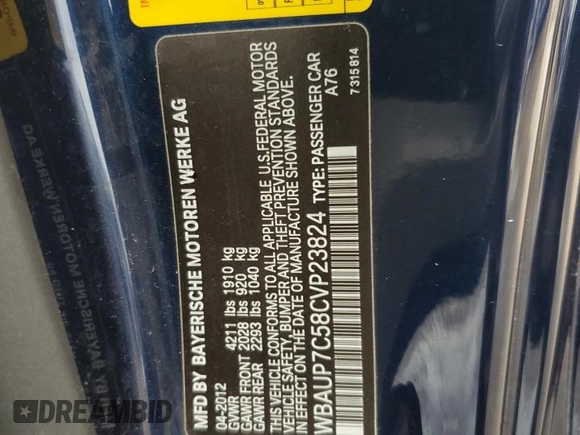 MFD BY BAYERISCHE MOTOREN WERKE AG
04-2012
GVWR 4211 lbs 1910 kg
GAWR FRONT 2028 lbs 920 kg
GAWR REAR 2293 lbs 1040 kg
THIS VEHICLE CONFORMS TO ALL APPLICABLE U.S.FEDERAL MOTOR
VEHICLE SAFETY, BUMPER AND THEFT PREVENTION STANDARDS
IN EFFECT ON THE DATE OF MANUFACTURE SHOWN ABOVE.
WBAUP7C58CVP23824 TYPE: PASSENGER CAR
A76
7 315 814
DREAMBID.COM